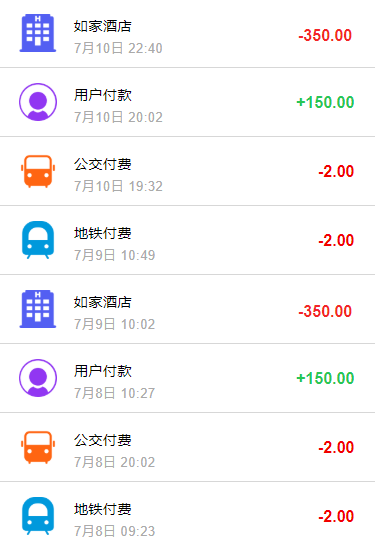 如家酒店
-350.00
7月10日 22:40
用户付款
+150.00
7月10日 20:02
公交付费
-2.00
7月10日 19:32
地铁付费
-2.00
7月9日 10:49
如家酒店
-350.00
7月9日 10:02
用户付款
+150.00
7月8日 10:27
公交付费
-2.00
7月8日 20:02
地铁付费
-2.00
7月8日 09:23